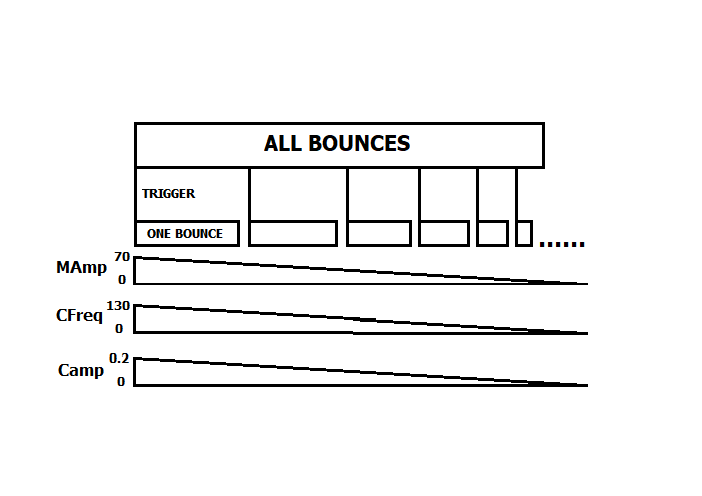 ALL BOUNCES
TRIGGER
ONE BOUNCE
......
MAmp 70
0
CFreq 130
0
Camp 0.2
0